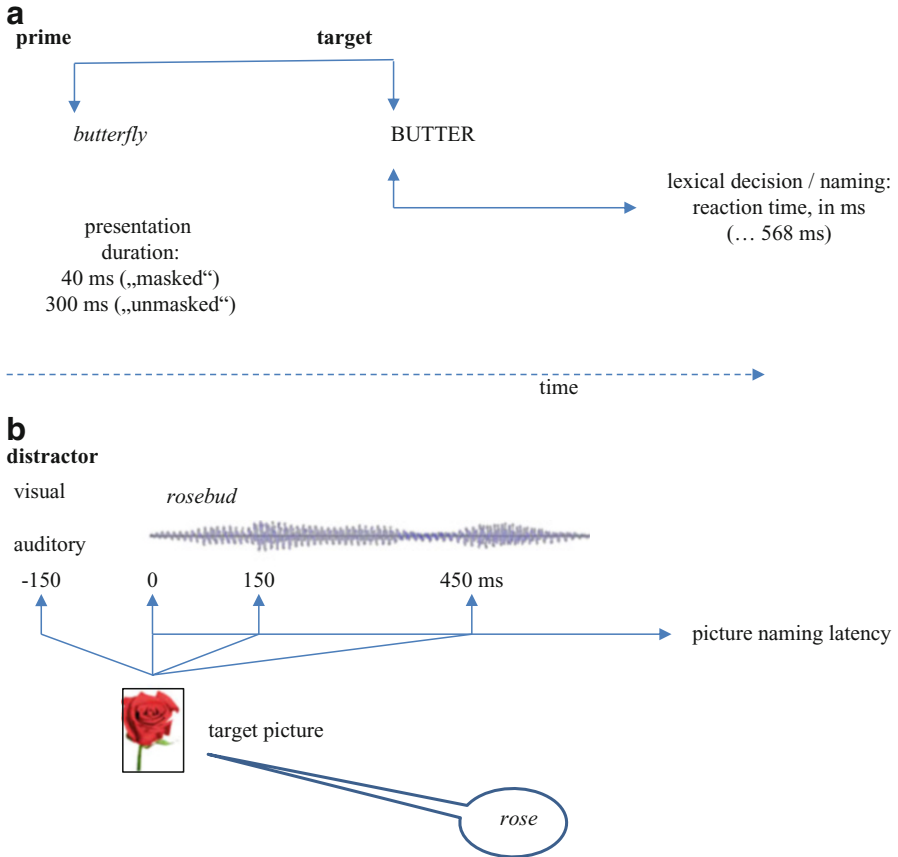 a
prime target
butterfly BUTTER
lexical decision / naming:
reaction time, in ms
(… 568 ms)
presentation
duration:
40 ms („masked“)
300 ms („unmasked“)
time
b
distractor
visual
rosebud
auditory
-150 0 150 450 ms
picture naming latency
target picture
rose